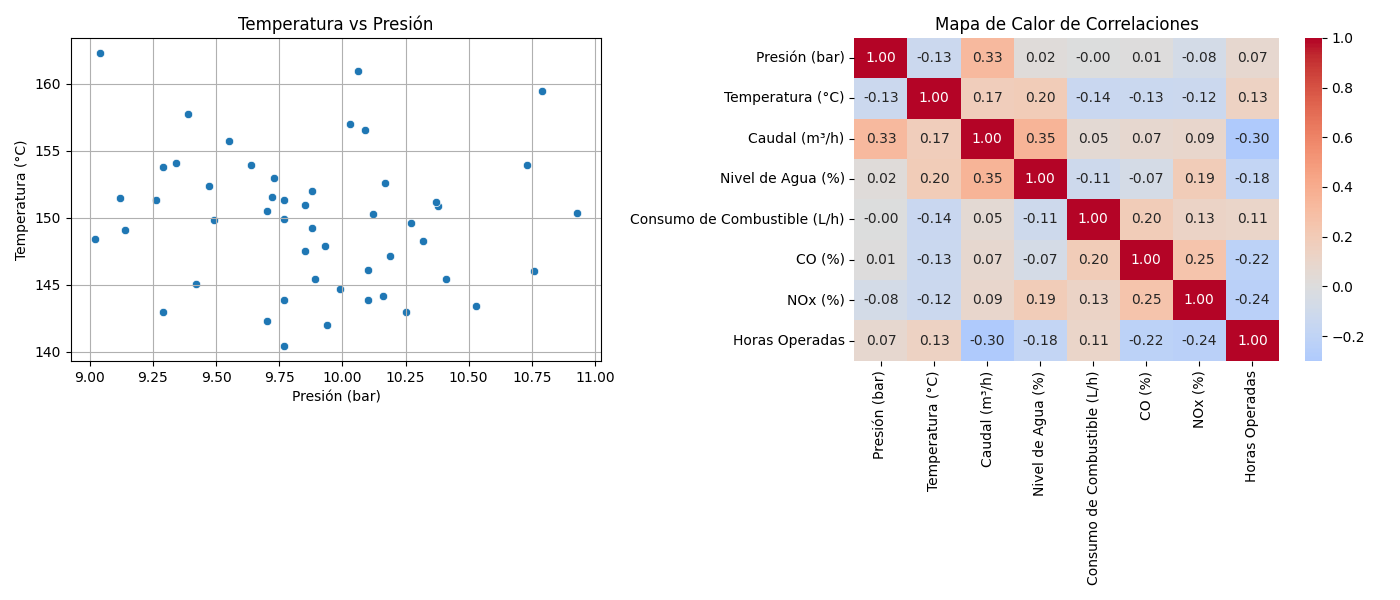 Temperatura vs Presión
Temperatura (°C)
160
155
150
145
140
9.00 9.25 9.50 9.75 10.00 10.25 10.50 10.75 11.00
Presión (bar)
Mapa de Calor de Correlaciones
Presión (bar) 1.00 -0.13 0.33 0.02 -0.00 0.01 -0.08 0.07
Temperatura (°C) -0.13 1.00 0.17 0.20 -0.14 -0.13 -0.12 0.13
Caudal (m³/h) 0.33 0.17 1.00 0.35 0.05 0.07 0.09 -0.30
Nivel de Agua (%) 0.02 0.20 0.35 1.00 -0.11 -0.07 0.19 -0.18
Consumo de Combustible (L/h) -0.00 -0.14 0.05 -0.11 1.00 0.20 0.13 0.11
CO (%) 0.01 -0.13 0.07 -0.07 0.20 1.00 0.25 -0.22
NOx (%) -0.08 -0.12 0.09 0.19 0.13 0.25 1.00 -0.24
Horas Operadas 0.07 0.13 -0.30 -0.18 0.11 -0.22 -0.24 1.00
Presión (bar)
Temperatura (°C)
Caudal (m³/h)
Nivel de Agua (%)
Consumo de Combustible (L/h)
CO (%)
NOx (%)
Horas Operadas
1.0
0.8
0.6
0.4
0.2
0.0
−0.2